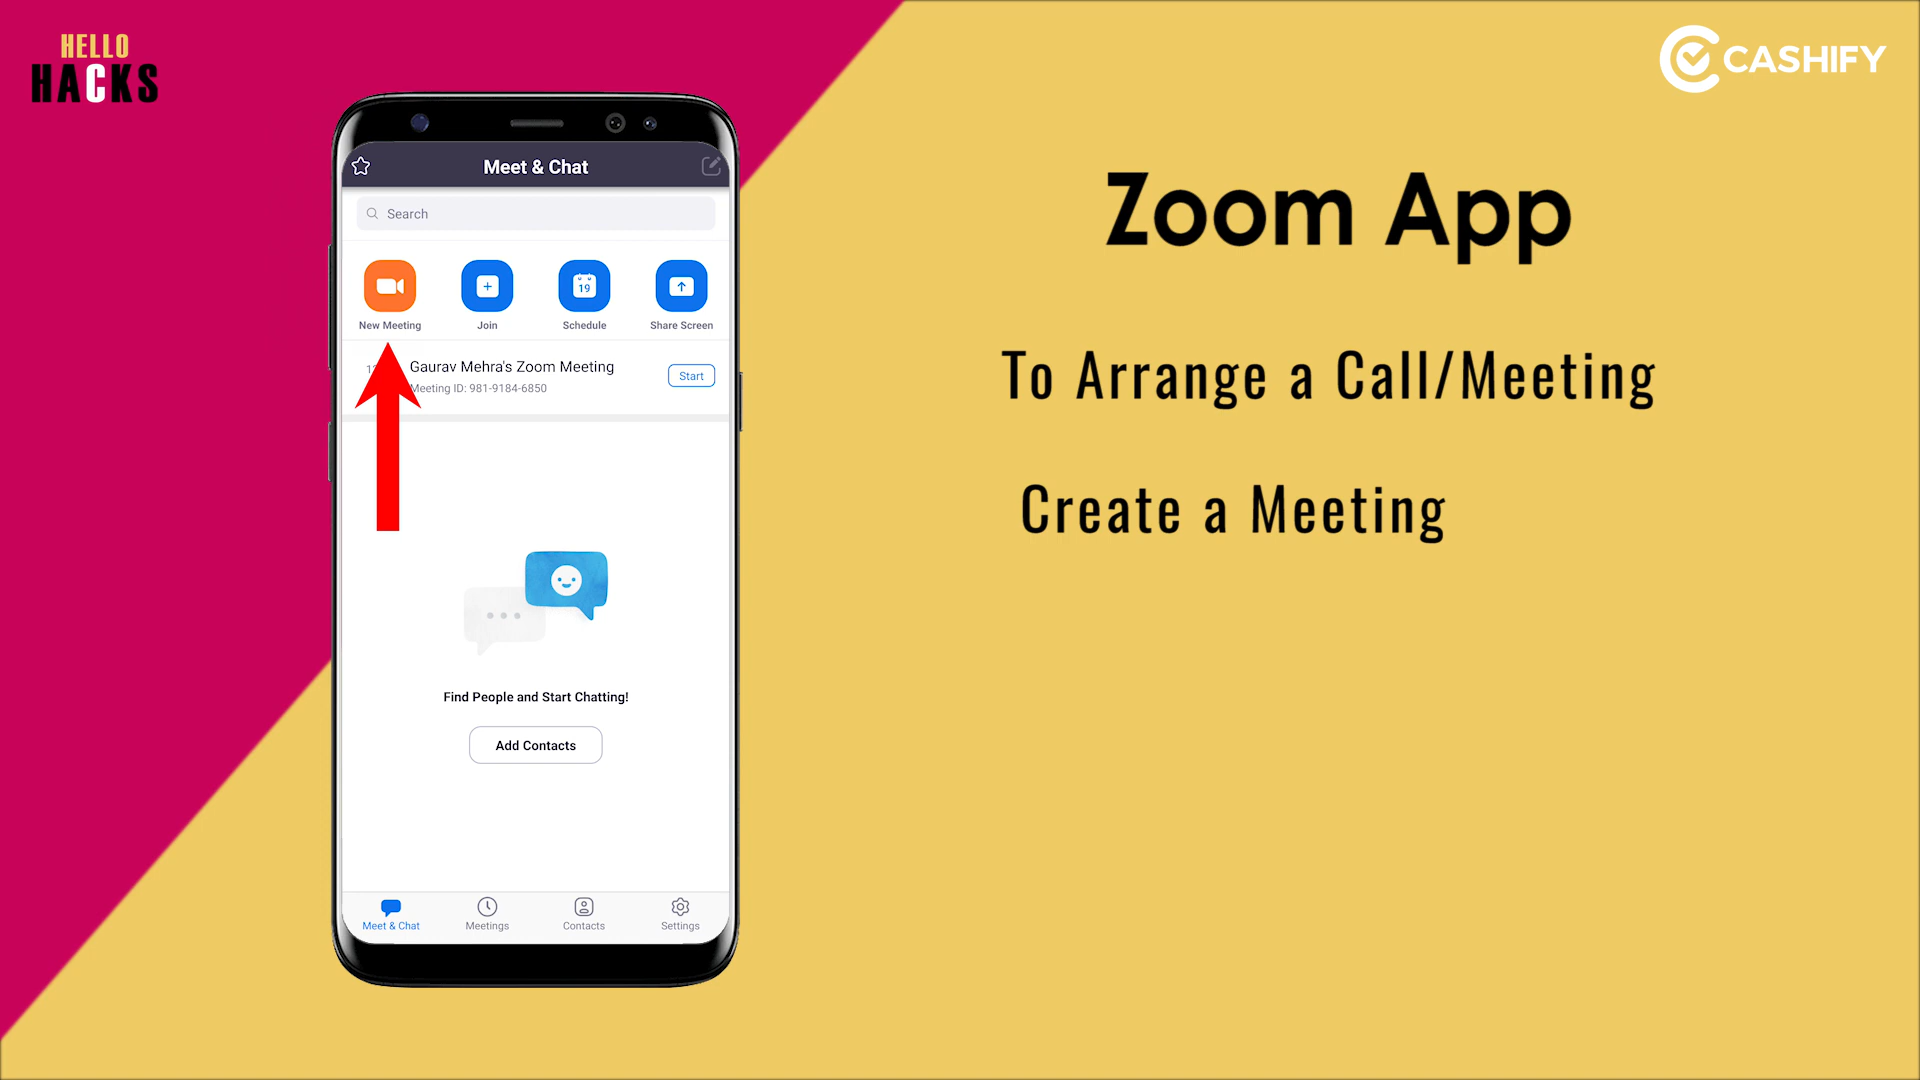 HELLO
HACKS
CASHIFY
Meet & Chat
Search
19
New Meeting
Join
Schedule
Share Screen
Gaurav Mehra's Zoom Meeting
Meeting ID: 981-9184-6850
Start
Find People and Start Chatting!
Add Contacts
Meet & Chat
Meetings
Contacts
Settings
Zoom App
To Arrange a Call/Meeting
Create a Meeting